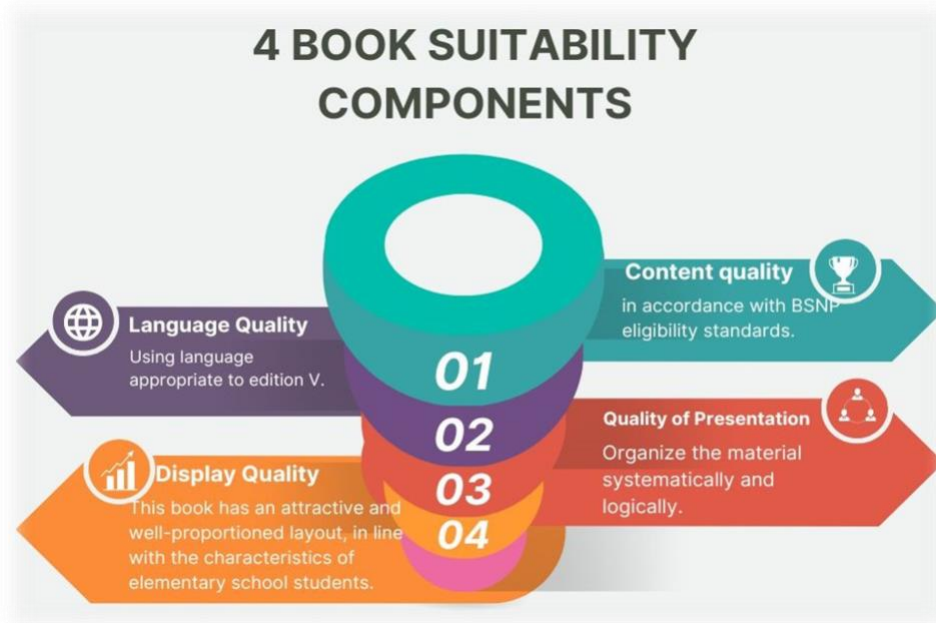 4 BOOK SUITABILITY
COMPONENTS
01
Content quality
in accordance with BSNP
eligibility standards.
02
Language Quality
Using language
appropriate to edition V.
03
Quality of Presentation
Organize the material
systematically and
logically.
04
Display Quality
This book has an attractive and
well-proportioned layout, in line
with the characteristics of
elementary school students.